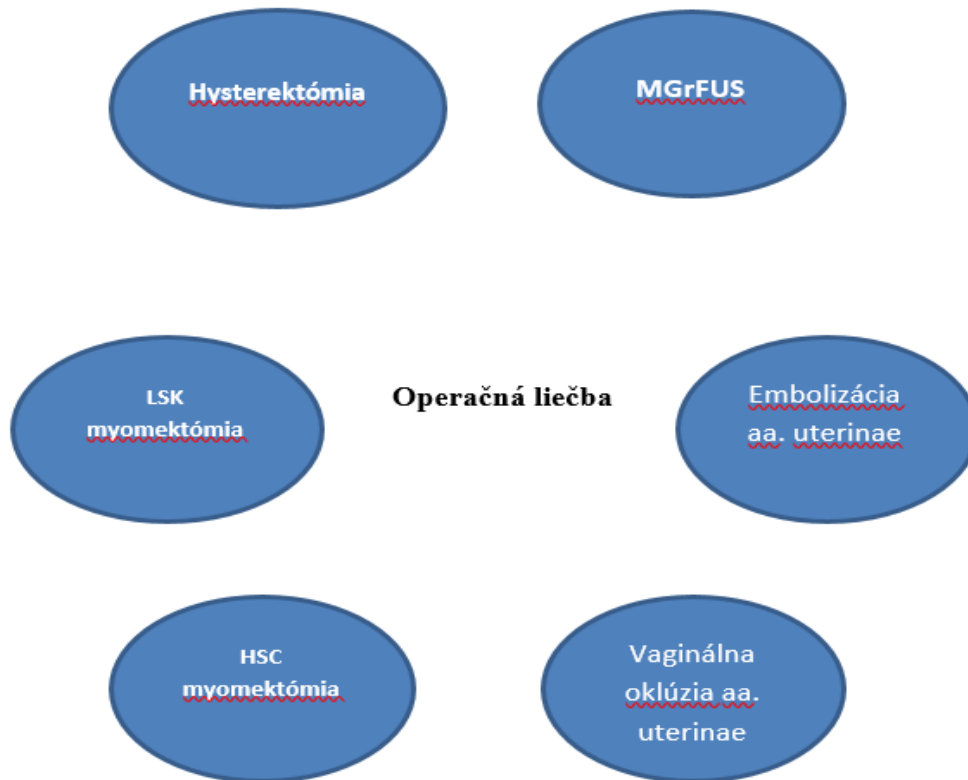 Hysterektómia
MGrFUS
LSK
myomektómia
Operačná liečba
Embolizácia
aa. uterinae
HSC
myomektómia
Vaginálna
oklúzia aa.
uterinae